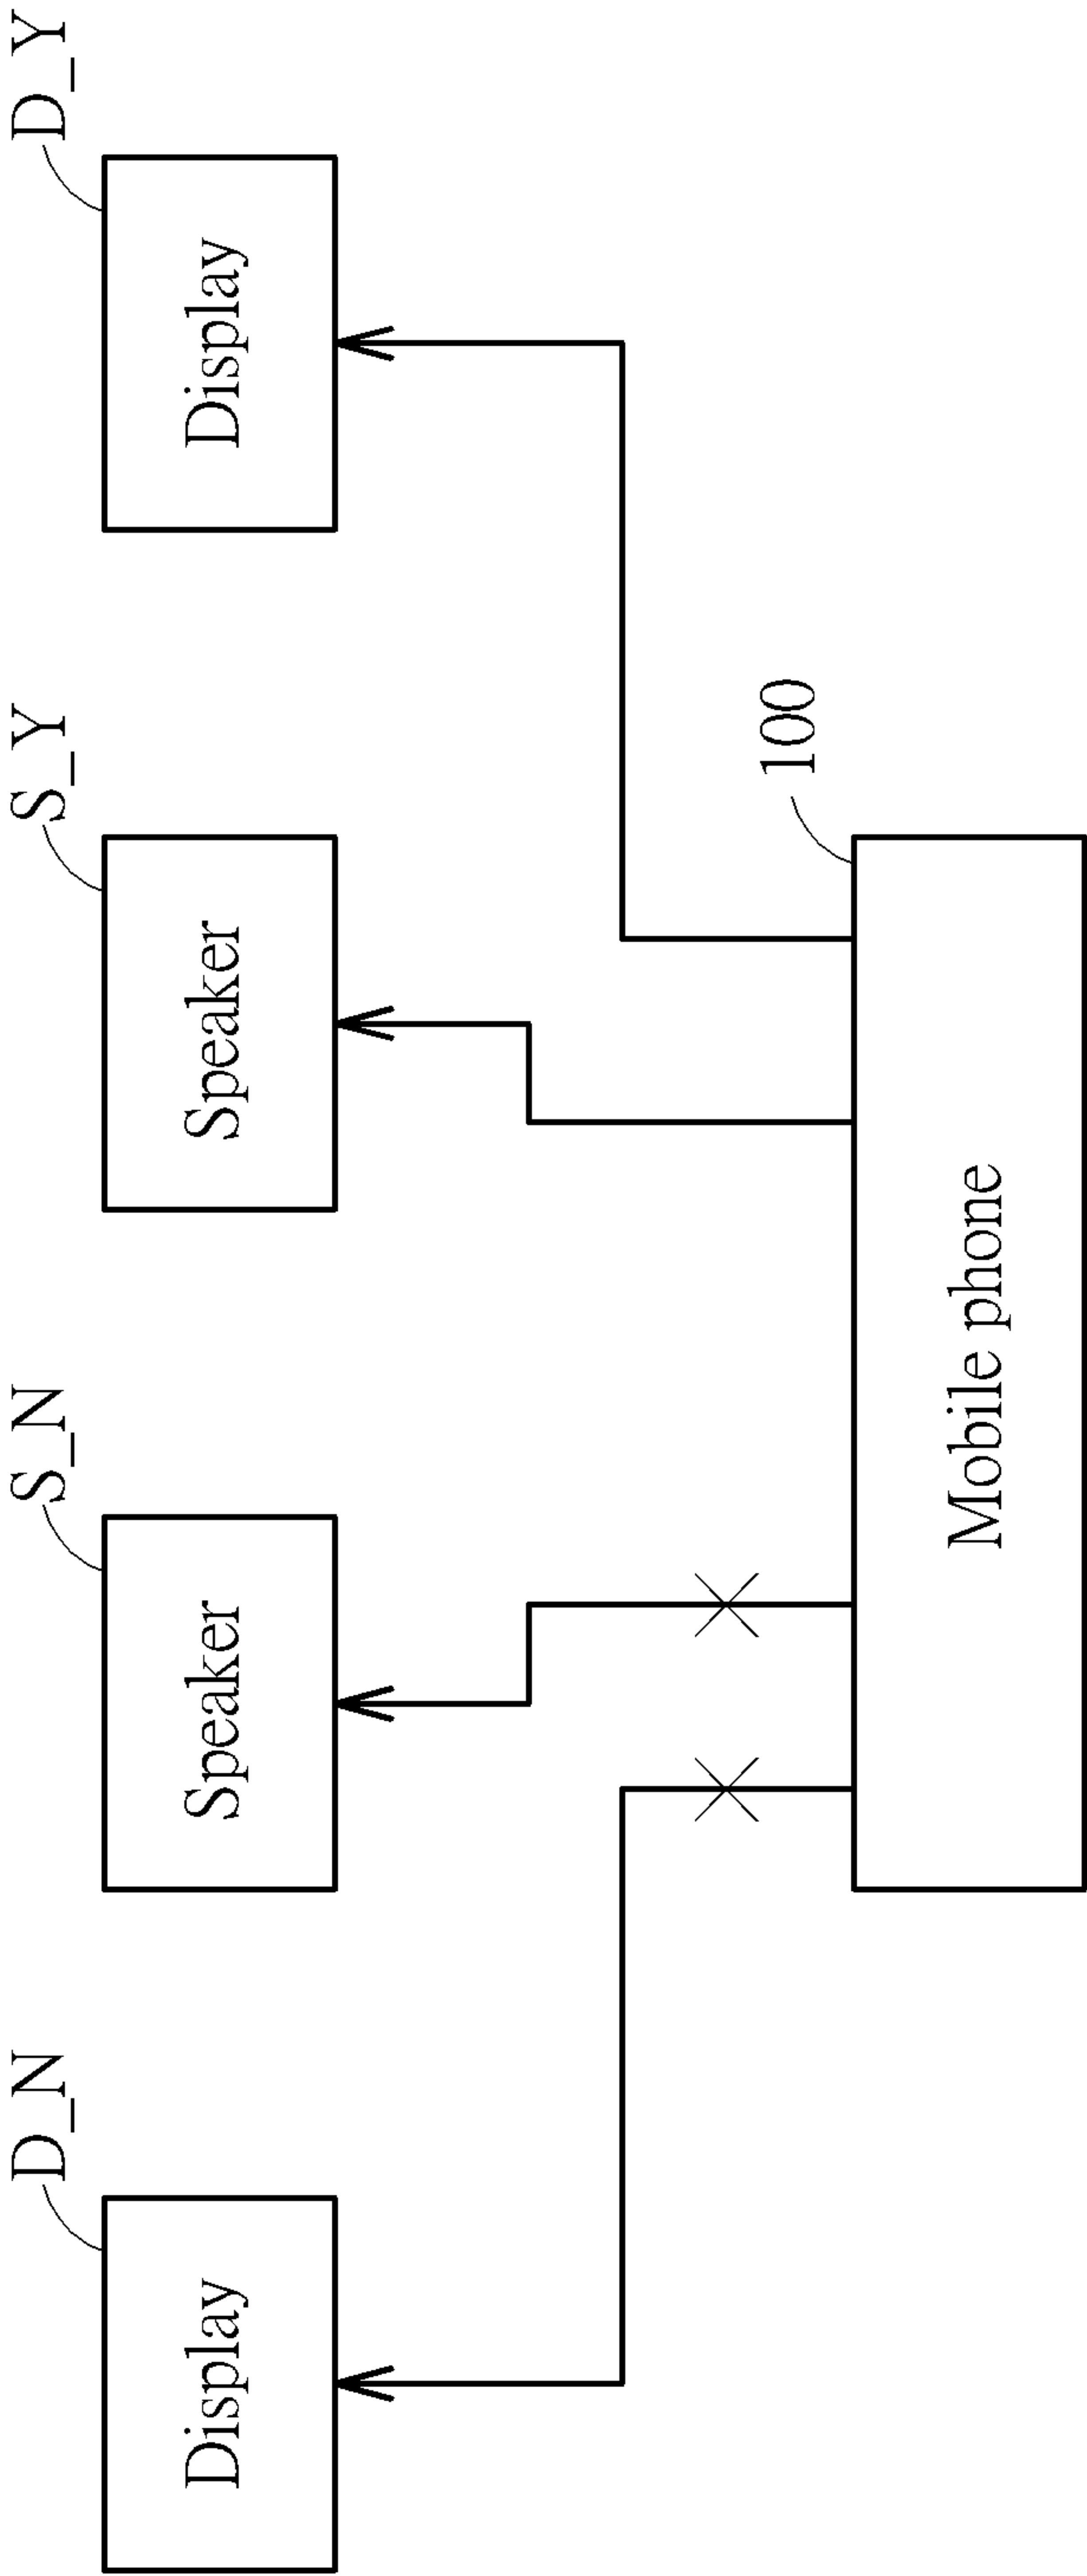 D_N
S_N
S_Y
D_Y
Display
Speaker
Speaker
Display
100
Mobile phone